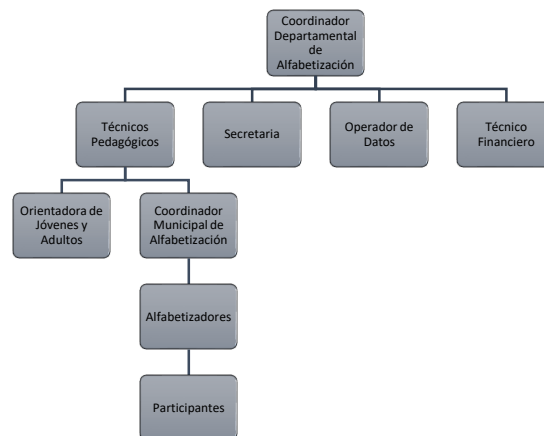 Coordinador
Departamental
de
Alfabetización
Técnicos
Pedagógicos
Secretaria
Operador de
Datos
Técnico
Financiero
Orientadora de
Jóvenes y
Adultos
Coordinador
Municipal de
Alfabetización
Alfabetizadores
Participantes